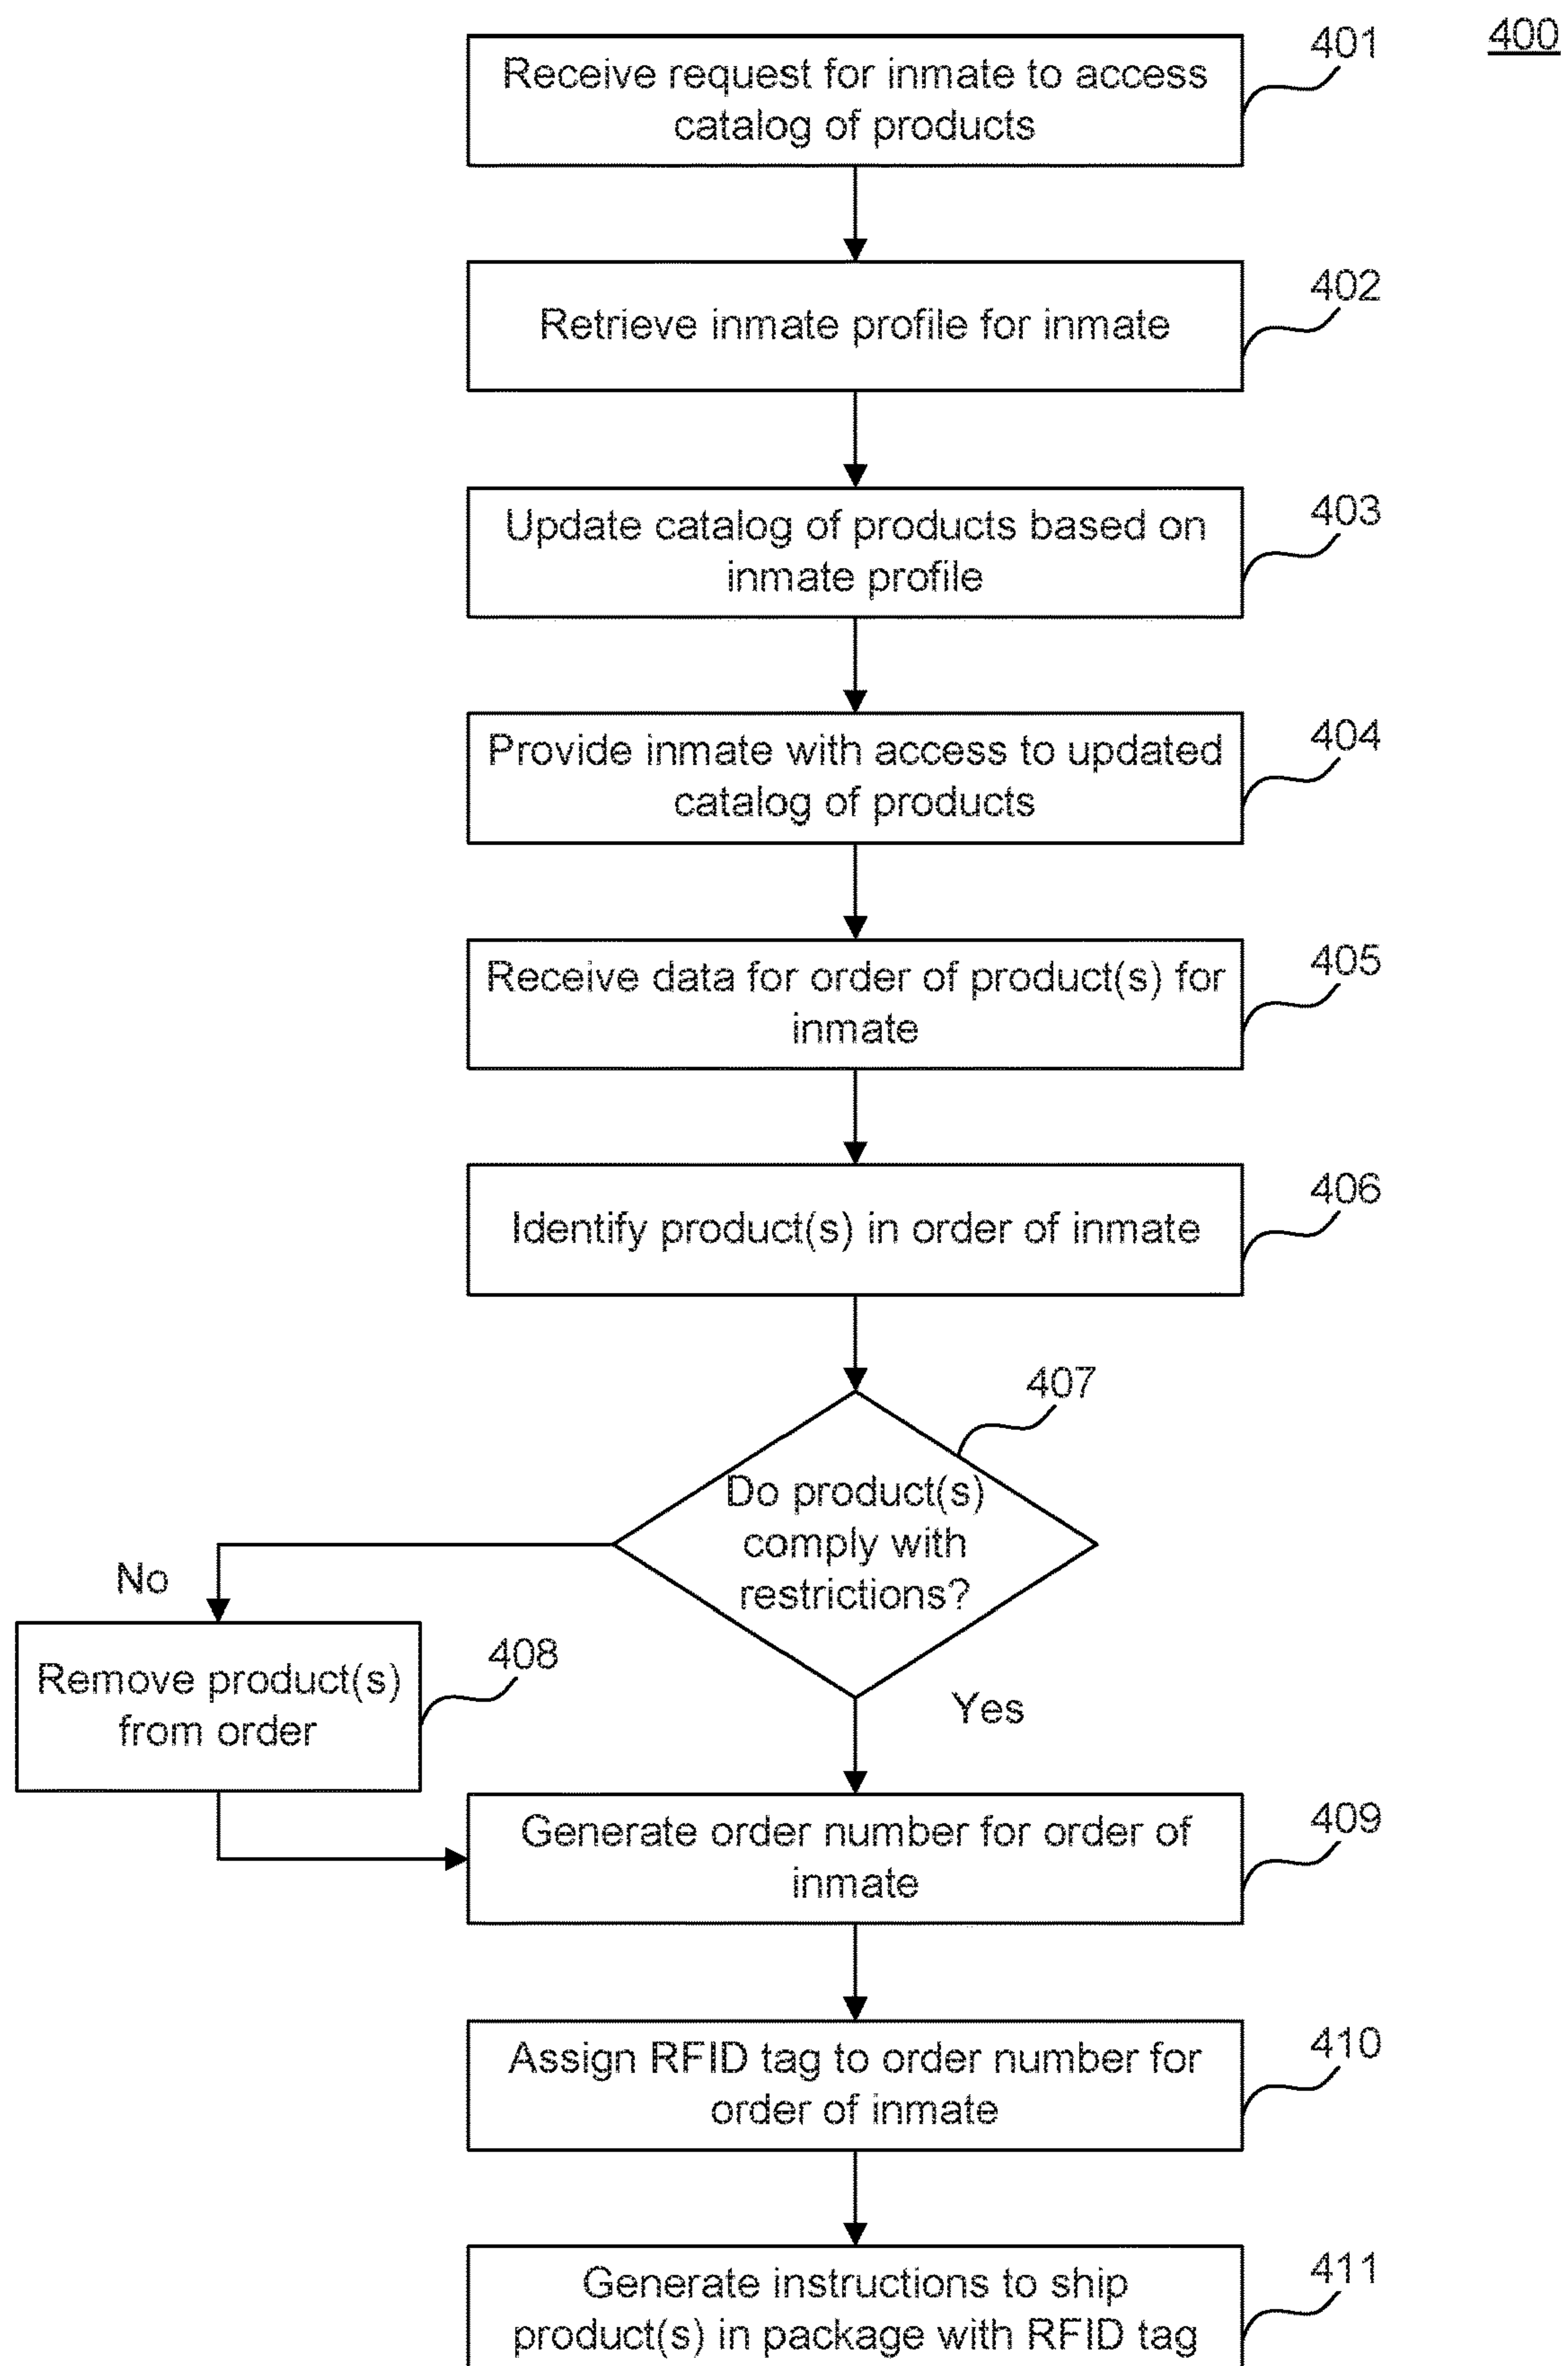 400
401
Receive request for inmate to access
catalog of products
402
Retrieve inmate profile for inmate
403
Update catalog of products based on
inmate profile
404
Provide inmate with access to updated
catalog of products
405
Receive data for order of product(s) for
inmate
406
Identify product(s) in order of inmate
407
Do product(s)
comply with
restrictions?
No
408
Remove product(s)
from order
Yes
409
Generate order number for order of
inmate
410
Assign RFID tag to order number for
order of inmate
411
Generate instructions to ship
product(s) in package with RFID tag